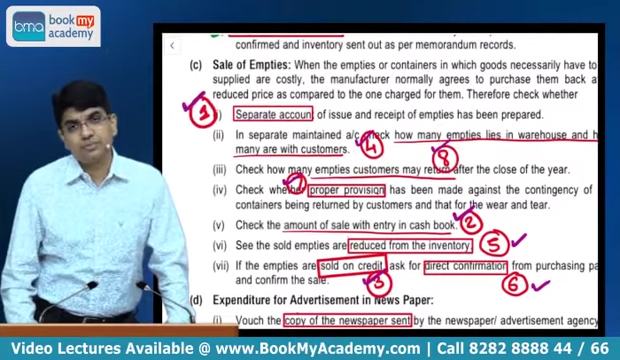 bma
book my
academy
confirmed and inventory sent out as per memorandum records.
(c) Sale of Empties: When the empties or containers in which goods necessarily have to
supplied are costly, the manufacturer normally agrees to purchase them back a
reduced price as compared to the one charged for them. Therefore check whether
1 (i) Separate account of issue and receipt of empties has been prepared.
(ii) In separate maintained a/c check how many empties lies in warehouse and h
many are with customers. 4
8
(iii) Check how many empties customers may return after the close of the year.
7
(iv) Check whether proper provision has been made against the contingency of
containers being returned by customers and that for the wear and tear.
(v) Check the amount of sale with entry in cash book. 2
(vi) See the sold empties are reduced from the inventory. 5
(vii) If the empties are sold on credit, ask for direct confirmation from purchasing pa
and confirm the sale. 3 6
(d) Expenditure for Advertisement in News Paper:
(i) Vouch the copy of the newspaper sent by the newspaper/ advertisement agency
Video Lectures Available @ www.BookMyAcademy.com | Call 8282 8888 44 / 66